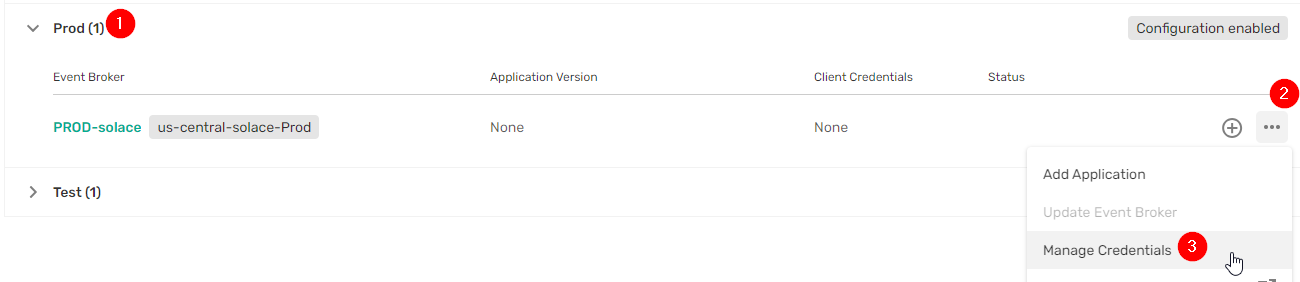 Prod (1) 1 Configuration enabled
Event Broker Application Version Client Credentials Status
2
PROD-solace us-central-solace-Prod None None
Add Application
Test (1)
Update Event Broker
Manage Credentials 3